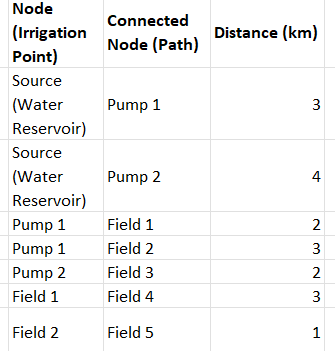 Node (Irrigation Point) Connected Node (Path) Distance (km)
Source (Water Reservoir) Pump 1 3
Source (Water Reservoir) Pump 2 4
Pump 1 Field 1 2
Pump 1 Field 2 3
Pump 2 Field 3 2
Field 1 Field 4 3
Field 2 Field 5 1